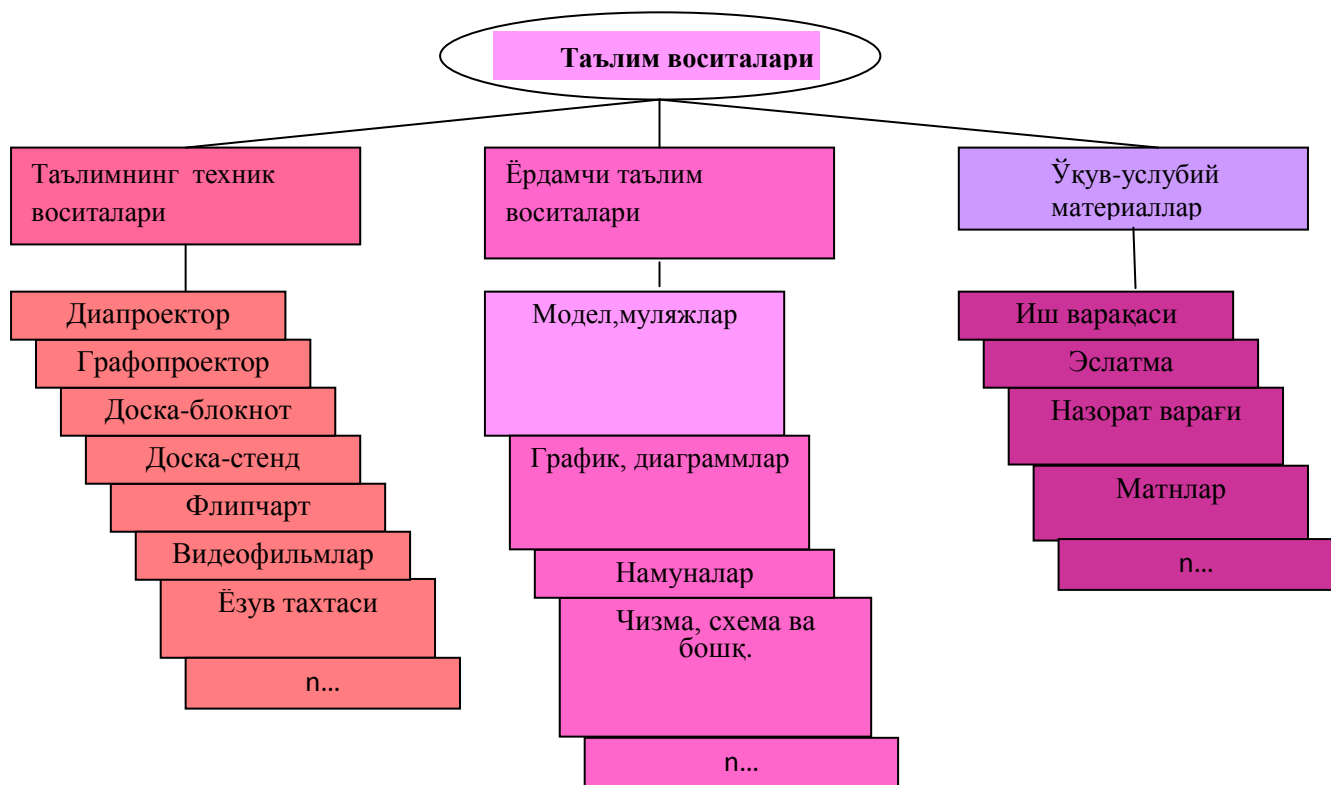 Таълим воситалари
Таълимнинг техник
воситалари
Диапроектор
Графопроектор
Доска-блокнот
Доска-стенд
Флипчарт
Видеофильмлар
Ёзув тахтаси
n...
Ёрдамчи таълим
воситалари
Модел,муляжлар
График, диаграммлар
Намуналар
Чизма, схема ва
бошқ.
n...
Ўқув-услубий
материаллар
Иш варақаси
Эслатма
Назорат варағи
Матнлар
n...